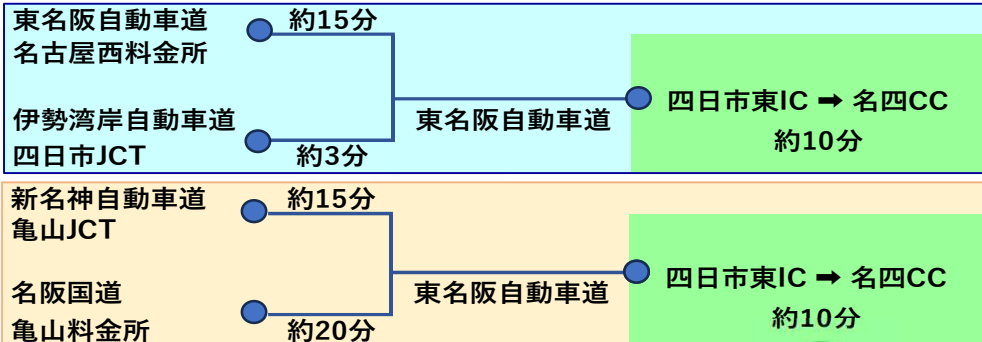 東名阪自動車道 約15分
名古屋西料金所
四日市東IC ➡ 名四CC
伊勢湾岸自動車道
東名阪自動車道
約10分
四日市JCT 約3分
新名神自動車道 約15分
亀山JCT
四日市東IC ➡ 名四CC
名阪国道
東名阪自動車道
約10分
亀山料金所 約20分